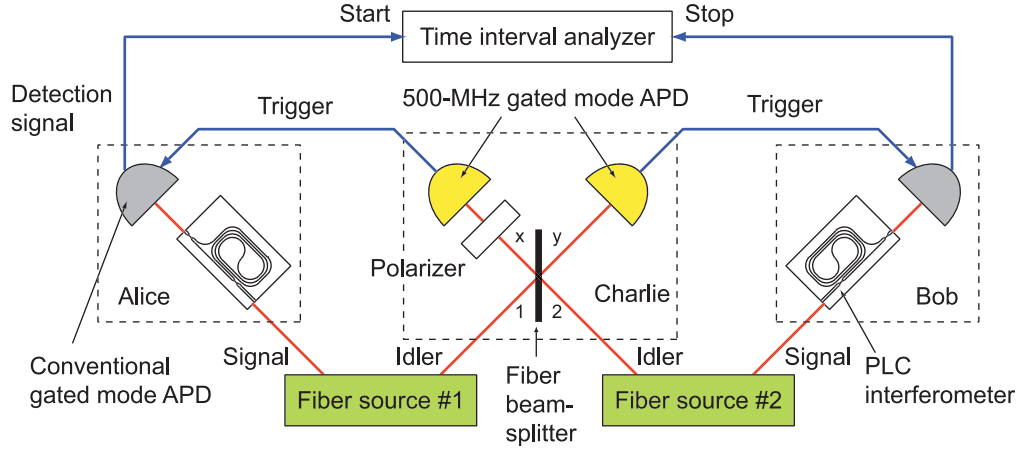 Start
Stop
Time interval analyzer
Detection
signal
Trigger
500-MHz gated mode APD
Trigger
x
y
Polarizer
1
2
Alice
Charlie
Bob
Signal
Idler
Idler
Signal
Conventional
gated mode APD
Fiber source #1
Fiber
beam-
splitter
Fiber source #2
PLC
interferometer